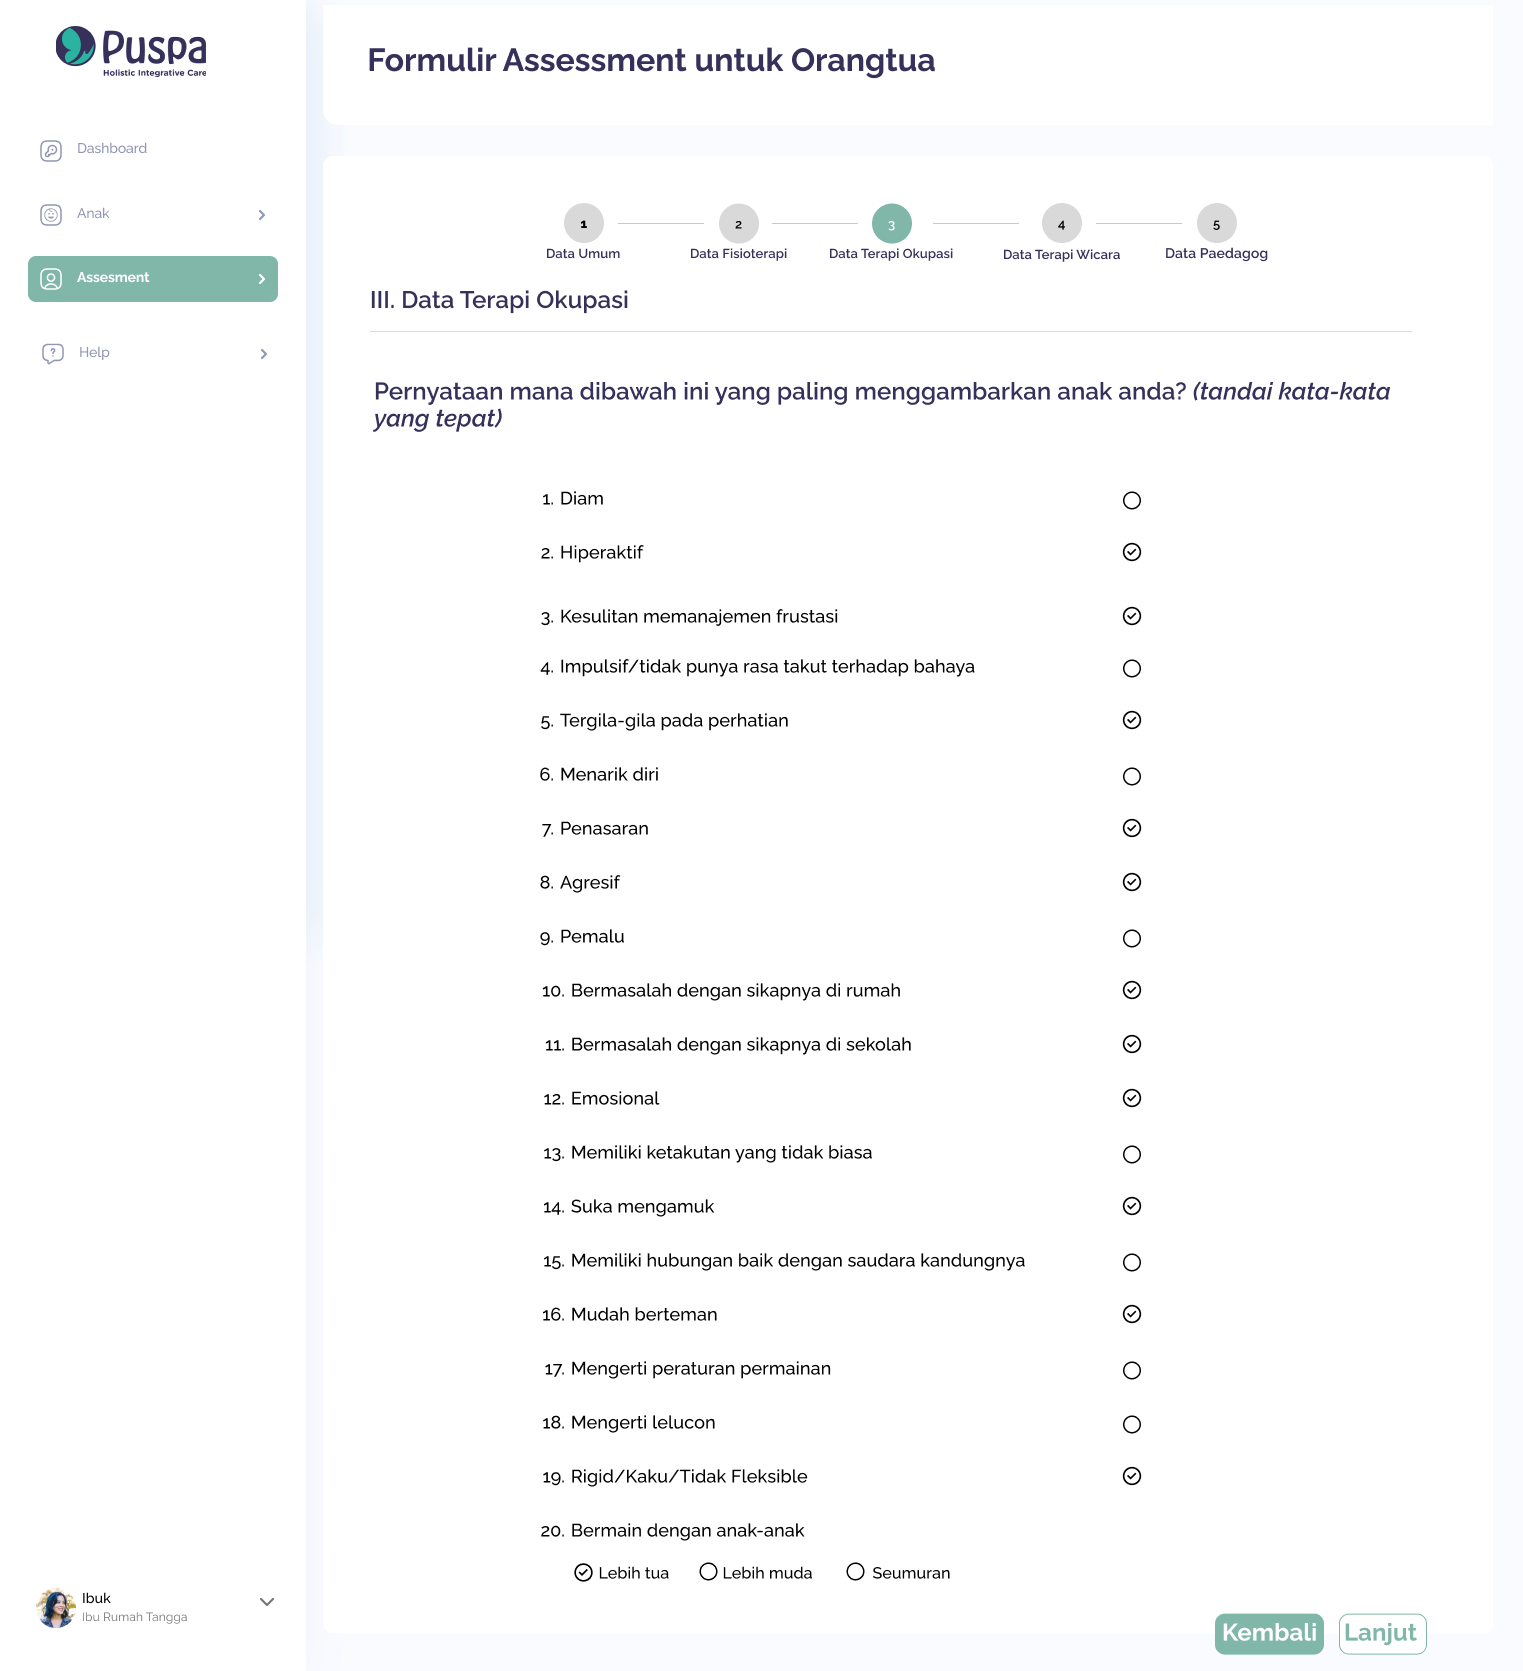 Puspa
Holistic Integrative Care
Formulir Assessment untuk Orangtua
Dashboard
Anak
Assesment
Help
1
2
3
4
5
Data Umum
Data Fisioterapi
Data Terapi Okupasi
Data Terapi Wicara
Data Paedagog
III. Data Terapi Okupasi
Pernyataan mana dibawah ini yang paling menggambarkan anak anda? (tandai kata-kata
yang tepat)
1. Diam
2. Hiperaktif
3. Kesulitan memanajemen frustasi
4. Impulsif/tidak punya rasa takut terhadap bahaya
5. Tergila-gila pada perhatian
6. Menarik diri
7. Penasaran
8. Agresif
9. Pemalu
10. Bermasalah dengan sikapnya di rumah
11. Bermasalah dengan sikapnya di sekolah
12. Emosional
13. Memiliki ketakutan yang tidak biasa
14. Suka mengamuk
15. Memiliki hubungan baik dengan saudara kandungnya
16. Mudah berteman
17. Mengerti peraturan permainan
18. Mengerti lelucon
19. Rigid/Kaku/Tidak Fleksible
20. Bermain dengan anak-anak
Lebih tua Lebih muda Seumuran
Ibuk
Ibu Rumah Tangga
Kembali
Lanjut